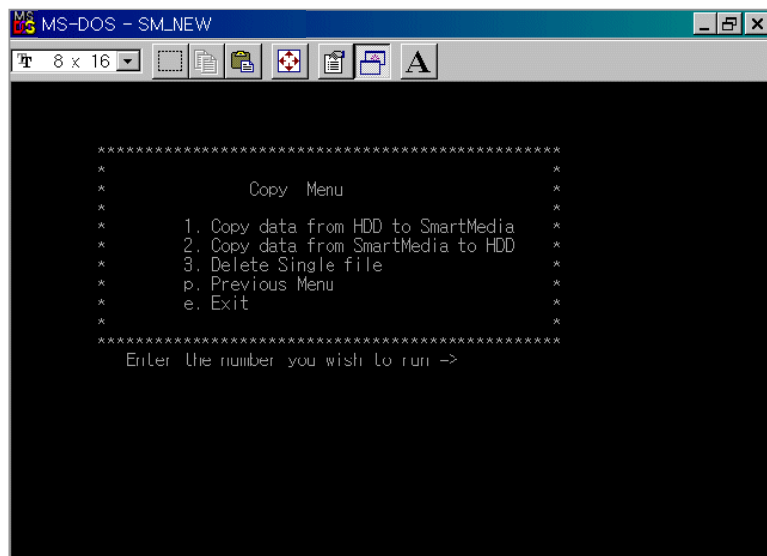 MS-DOS - SM_NEW
8 x 16
A
**************************************************
* *
* Copy Menu *
* *
* 1. Copy data from HDD to SmartMedia *
* 2. Copy data from SmartMedia to HDD *
* 3. Delete Single file *
* p. Previous Menu *
* e. Exit *
* *
**************************************************
Enter the number you wish to run ->